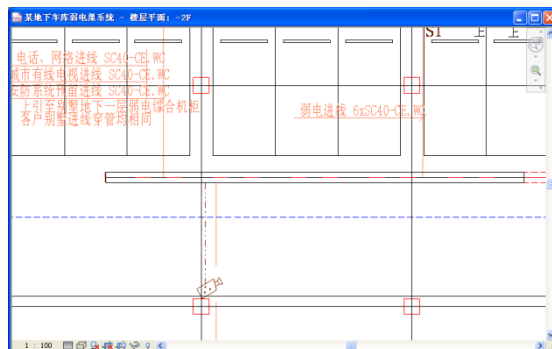 某地下车库弱电桌系统 - 楼层平面: -2F
S1 上 上
电话、网络进线 SC40-CE.WC
城市有线电视进线 SC40-CE.WC
安防系统预留进线 SC40-CE.WC
上引至别墅地下一层弱电综合机柜
客户别墅进线穿管均相同
弱电进线 6xSC40-CE.WC
1 : 100